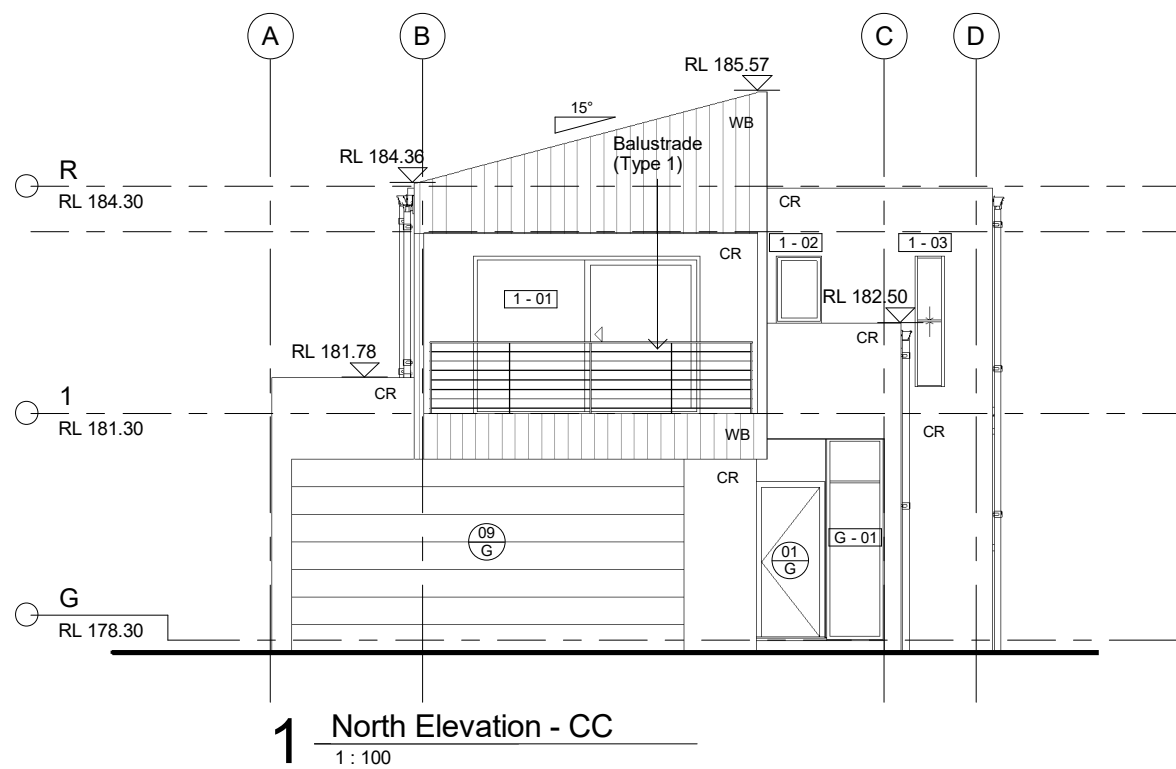 A
B
C
D
RL 185.57
15°
WB
Balustrade
(Type 1)
RL 184.36
R
RL 184.30
CR
CR
1 - 02
1 - 03
1 - 01
RL 182.50
CR
RL 181.78
CR
1
RL 181.30
WB
CR
CR
09
G
01
G
G - 01
G
RL 178.30
1 North Elevation - CC
1 : 100